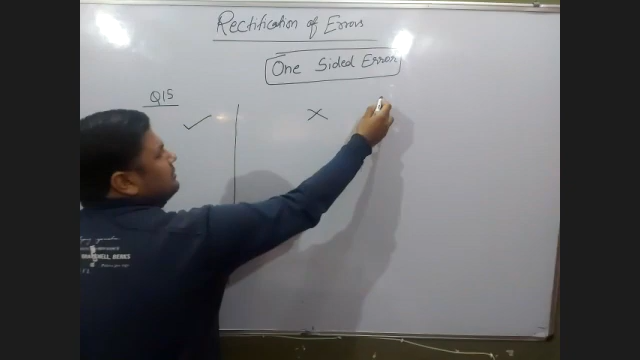 Rectification of Errors
One Sided Error
Q15
✓ ×